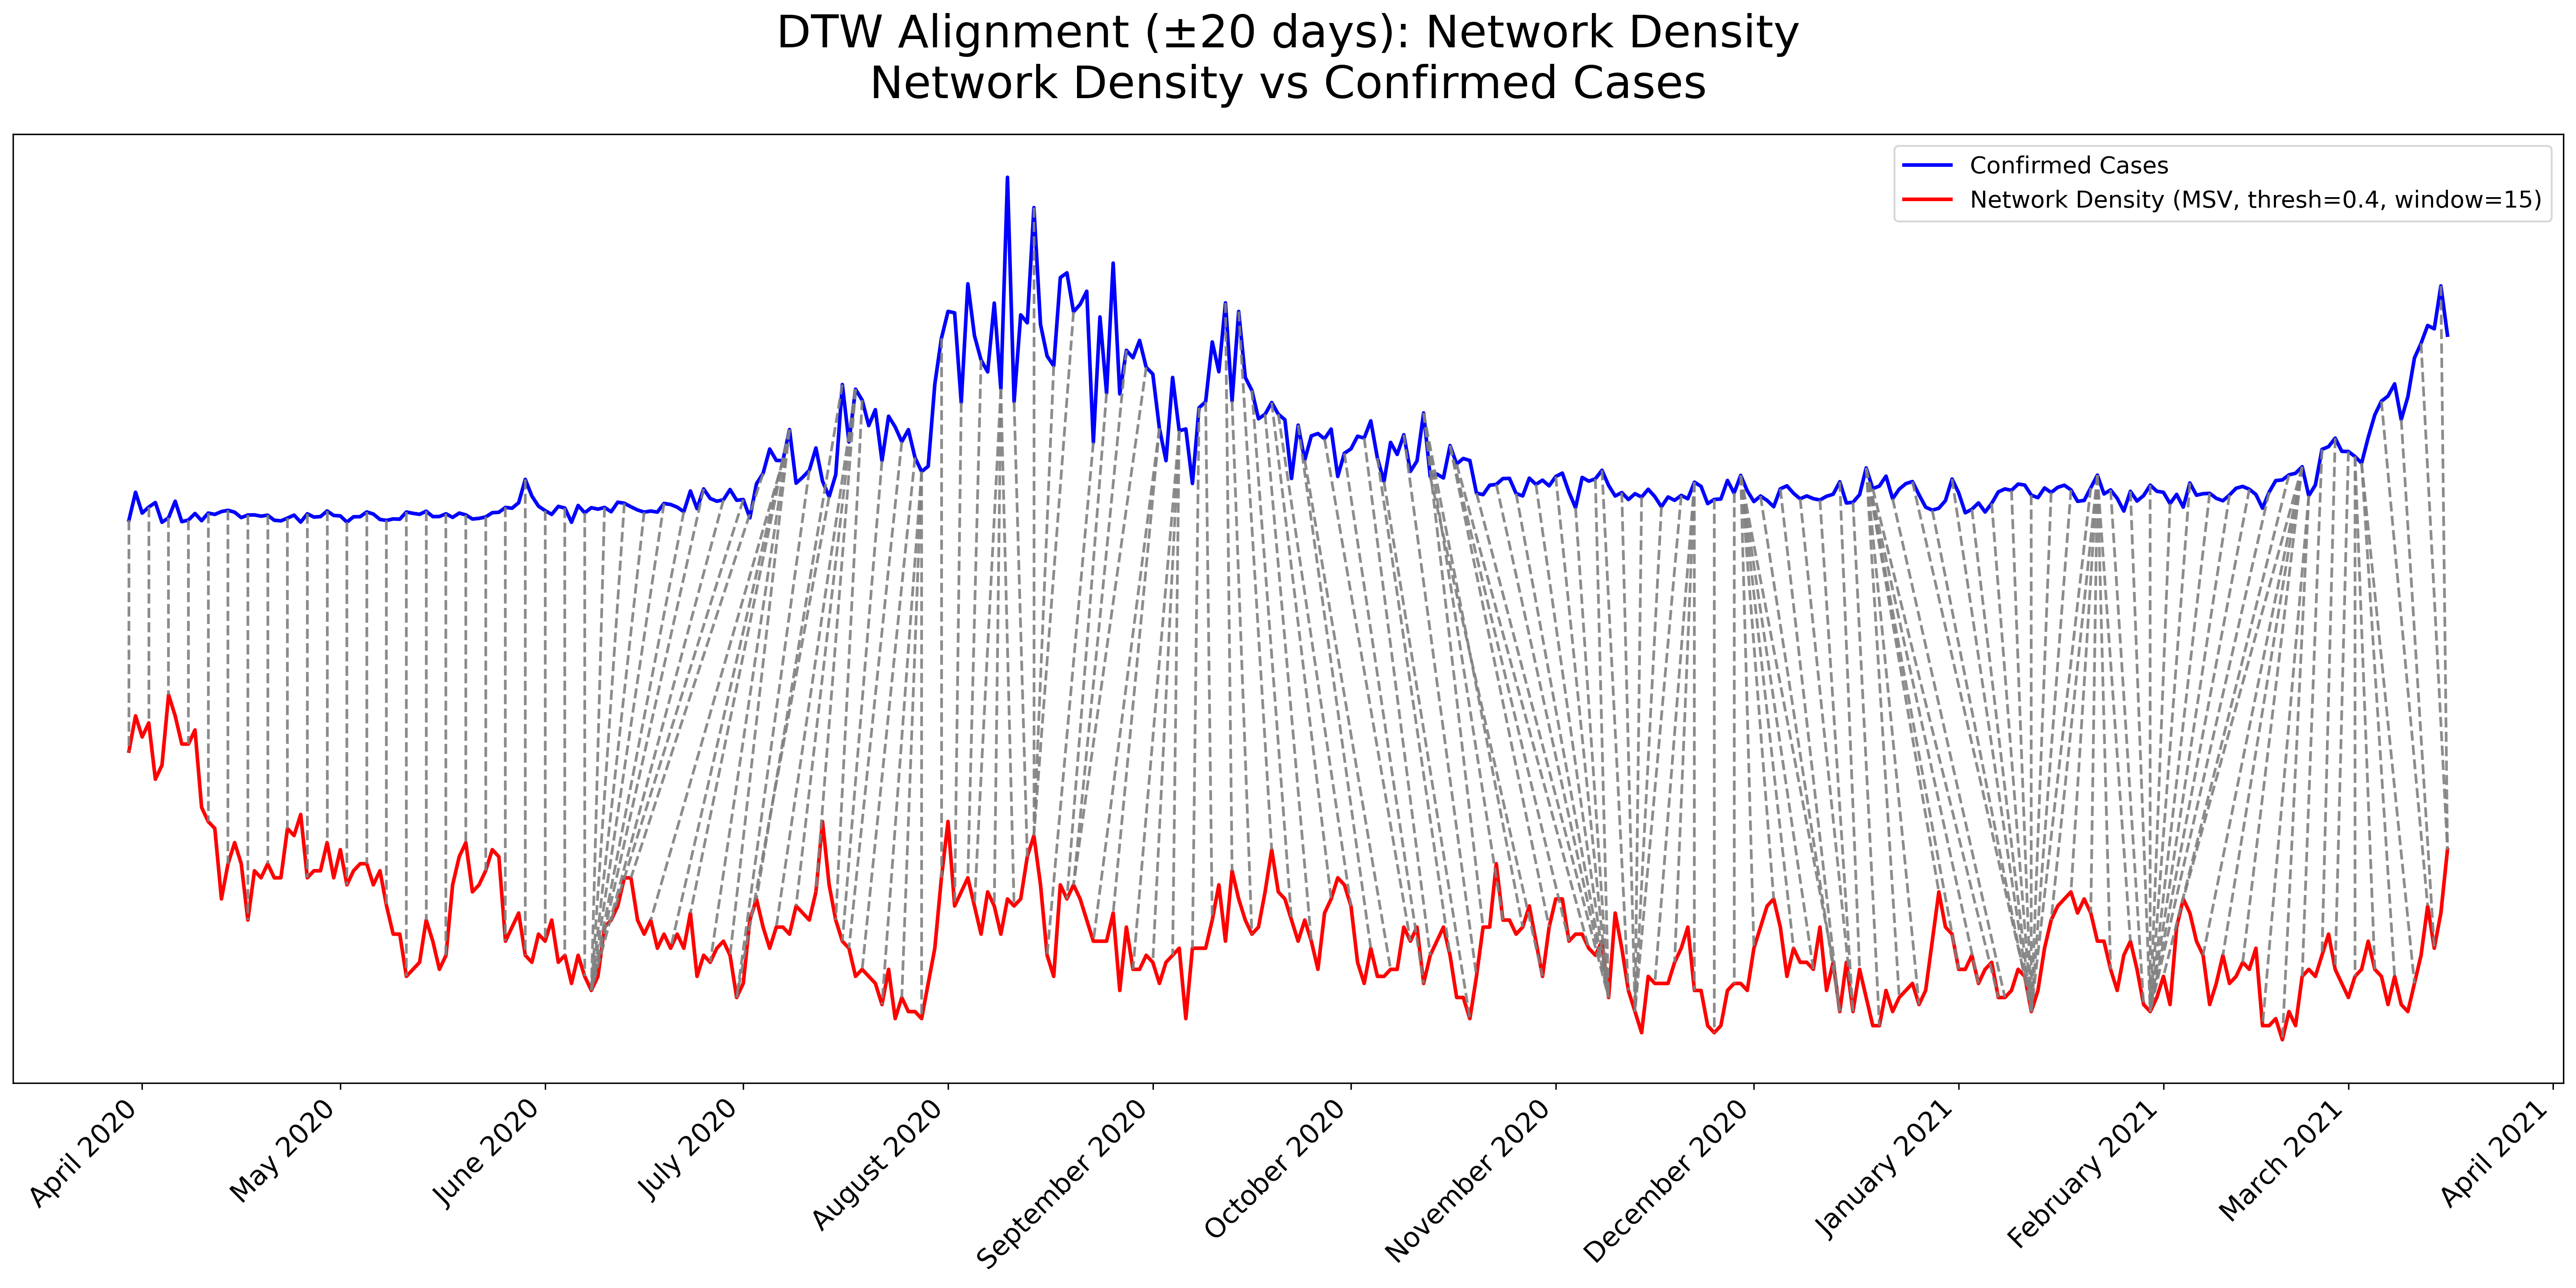 DTW Alignment (±20 days): Network Density
Network Density vs Confirmed Cases
Confirmed Cases
Network Density (MSV, thresh=0.4, window=15)
April 2020
May 2020
June 2020
July 2020
August 2020
September 2020
October 2020
November 2020
December 2020
January 2021
February 2021
March 2021
April 2021